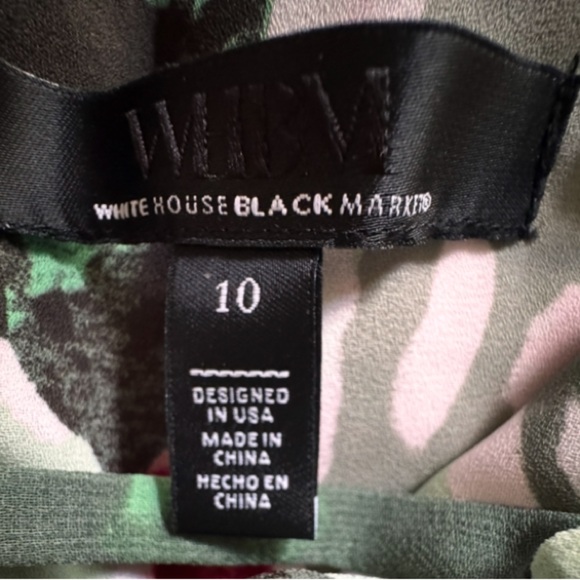 WHBM
WHITE HOUSE BLACK MARKET®
10
DESIGNED
IN USA
MADE IN
CHINA
HECHO EN
CHINA